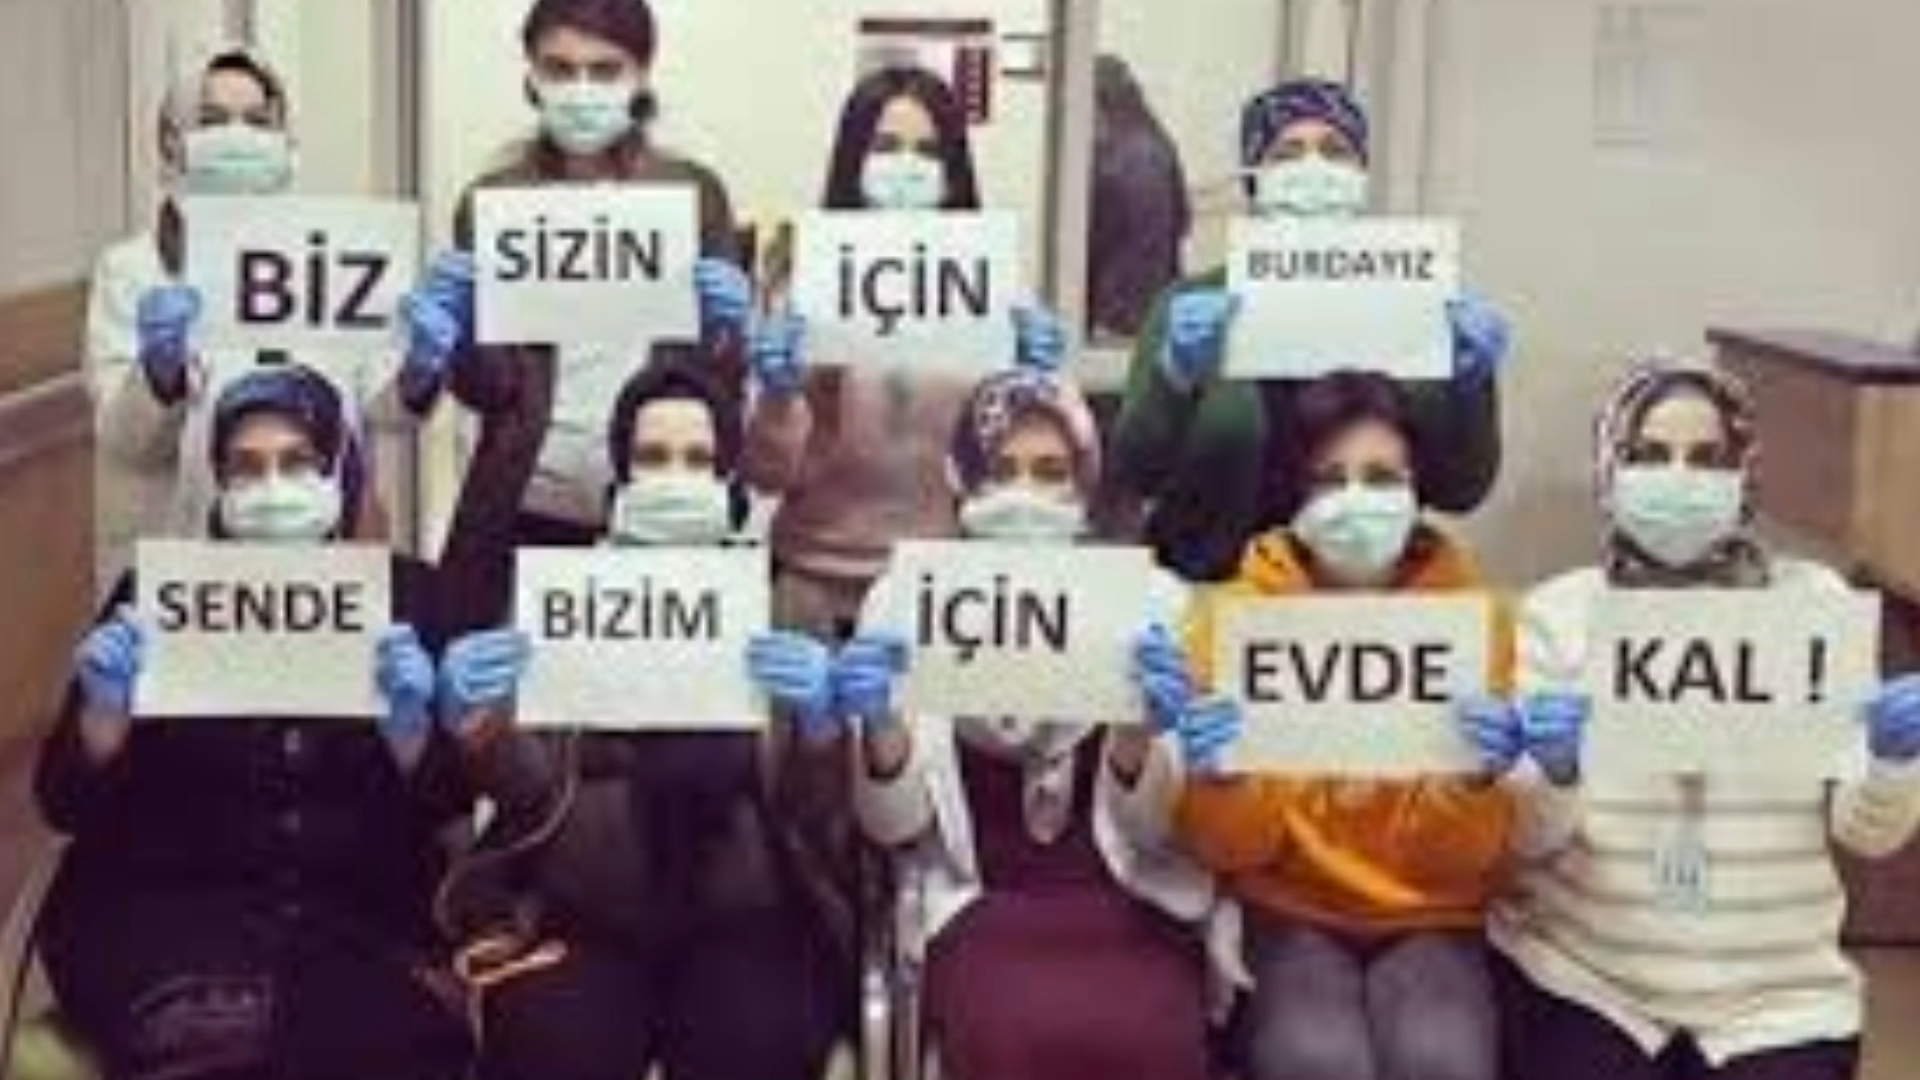 BİZ SİZİN İÇİN BURDAYIZ
SENDE BİZİM İÇİN EVDE KAL !